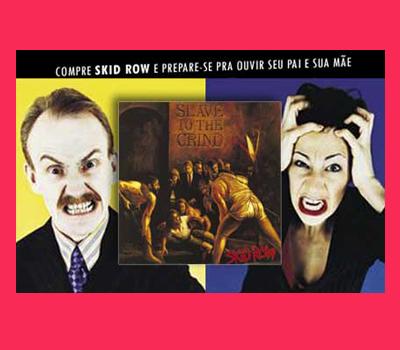 COMPRE SKID ROW E PREPARE-SE PRA OUVIR SEU PAI E SUA MÃE
SLAVE
TO THE
GRIND
SKID ROW